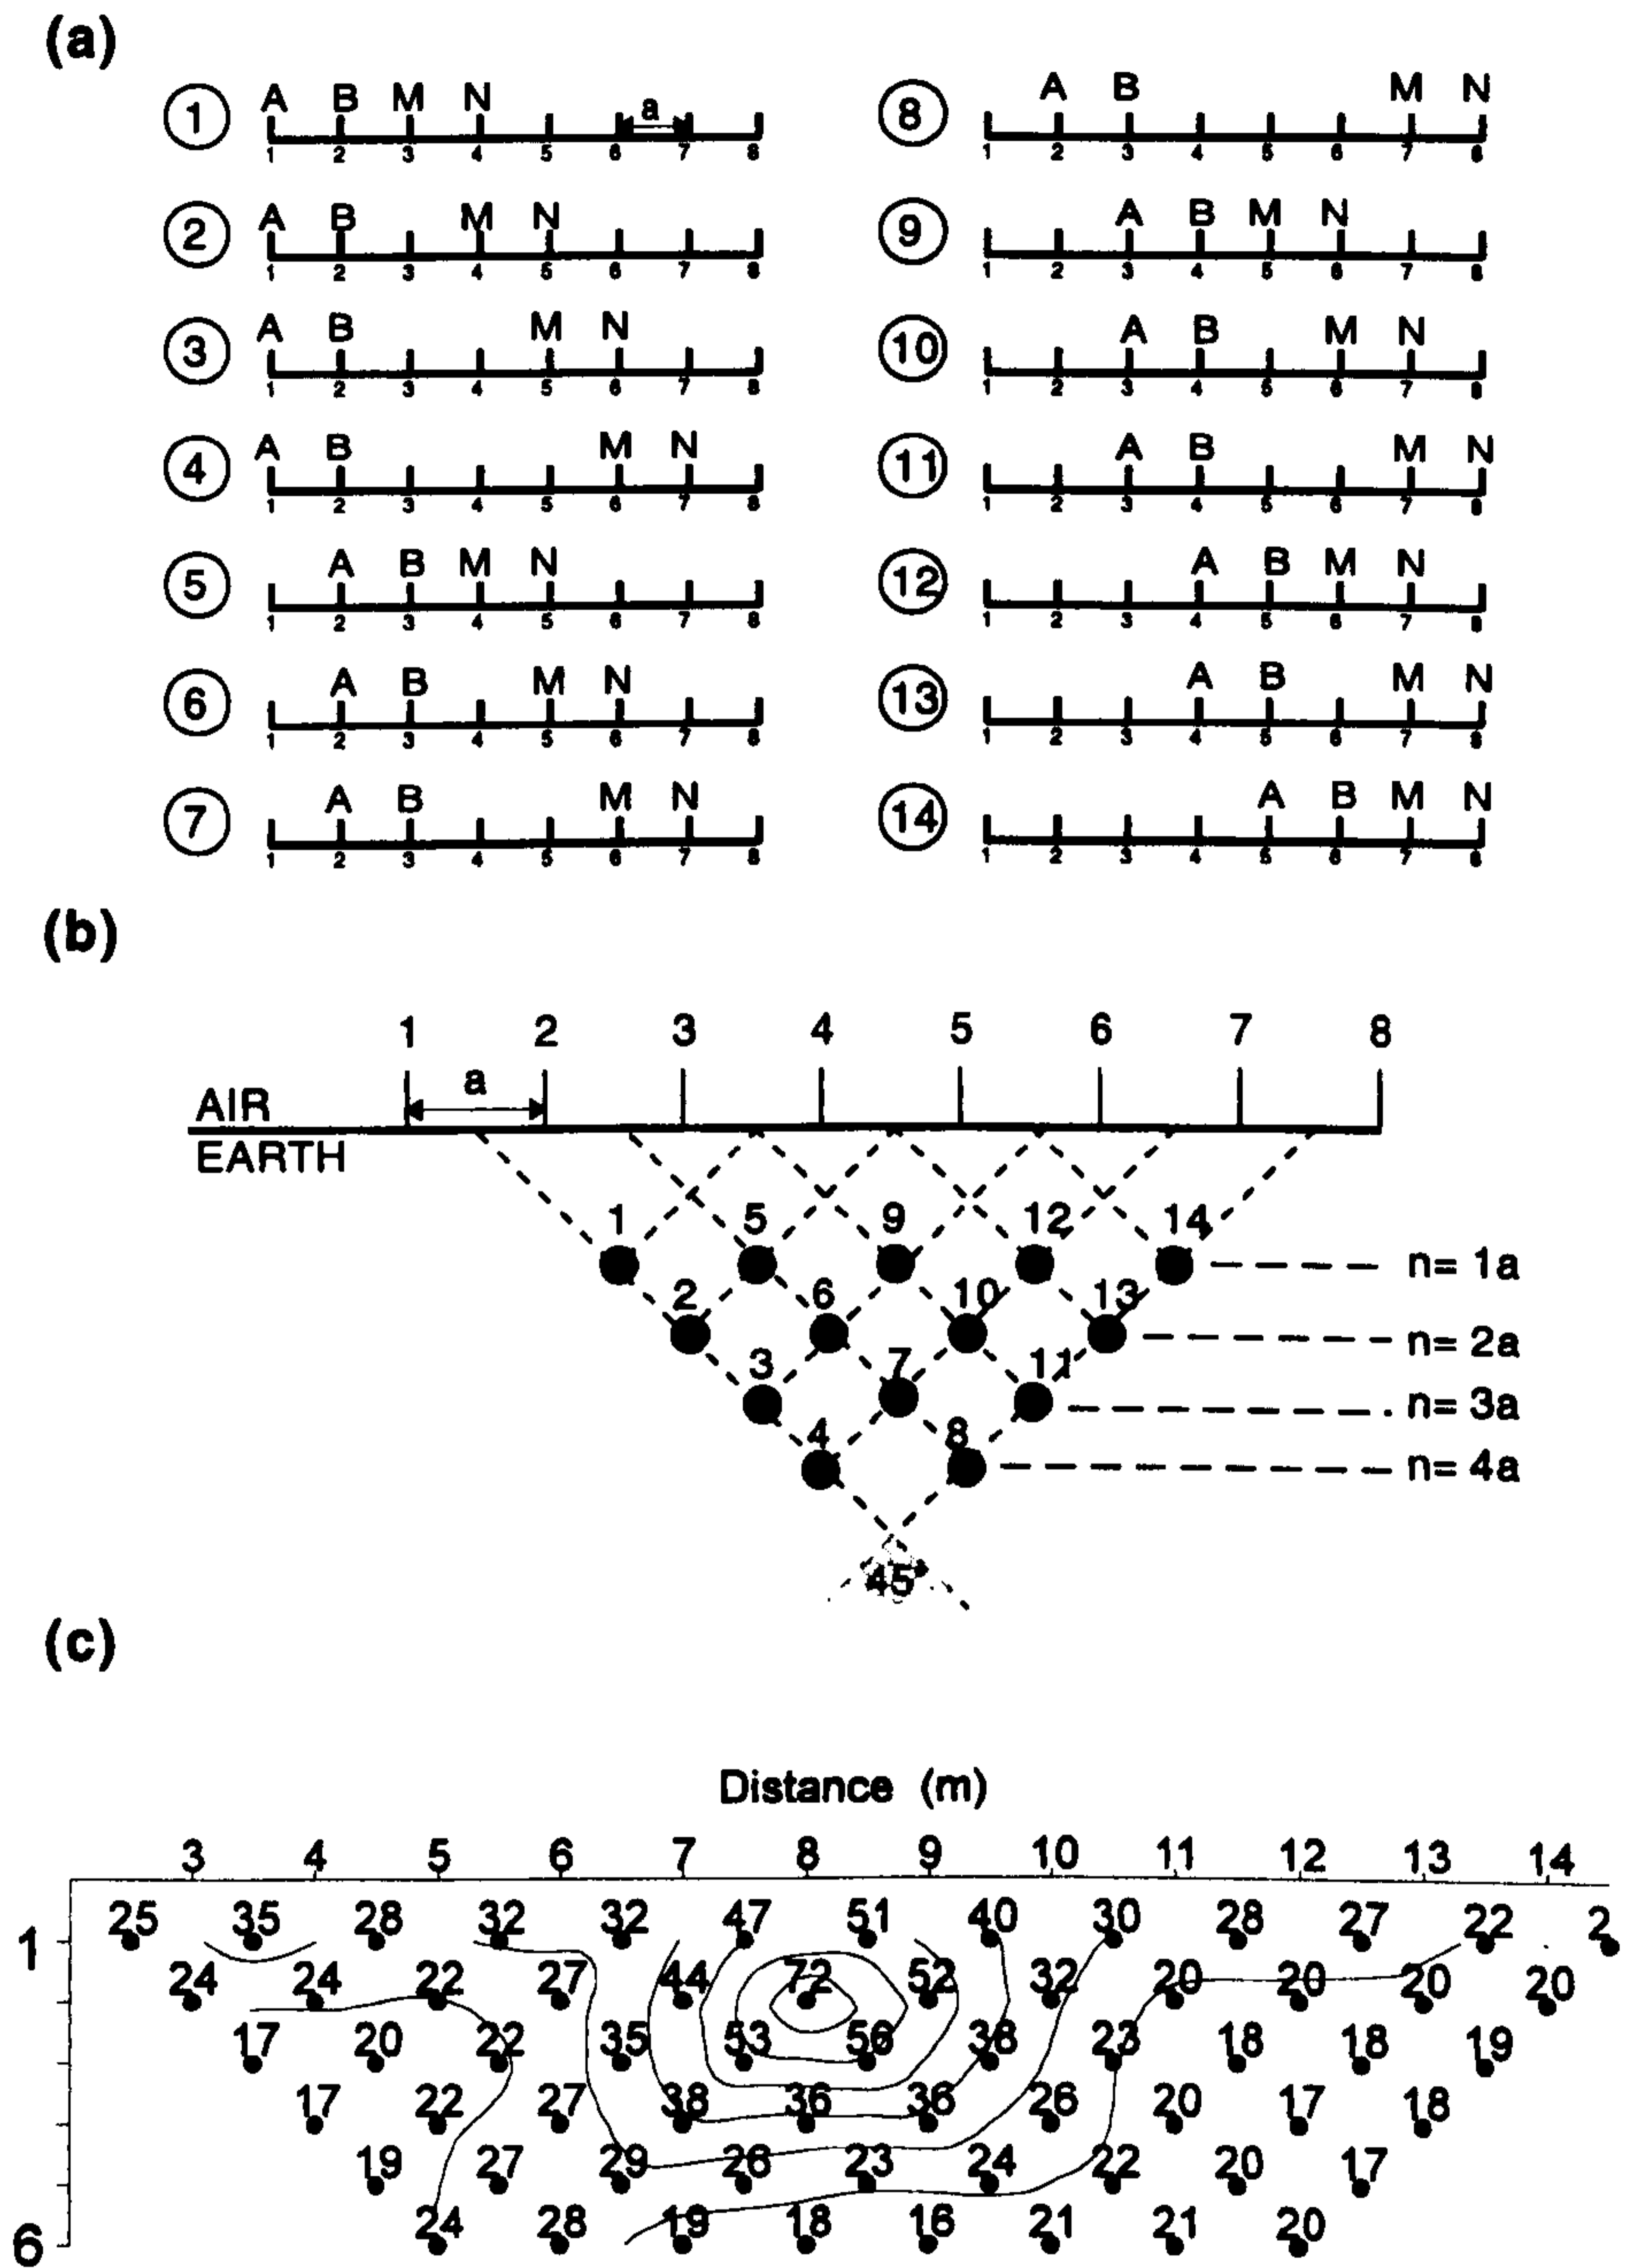 (a)
1 A B M N a
1 2 3 4 5 6 7 8
2 A B M N
1 2 3 4 5 6 7 8
3 A B M N
1 2 3 4 5 6 7 8
4 A B M N
1 2 3 4 5 6 7 8
5 A B M N
1 2 3 4 5 6 7 8
6 A B M N
1 2 3 4 5 6 7 8
7 A B M N
1 2 3 4 5 6 7 8
8 A B M N
1 2 3 4 5 6 7 8
9 A B M N
1 2 3 4 5 6 7 8
10 A B M N
1 2 3 4 5 6 7 8
11 A B M N
1 2 3 4 5 6 7 8
12 A B M N
1 2 3 4 5 6 7 8
13 A B M N
1 2 3 4 5 6 7 8
14 A B M N
1 2 3 4 5 6 7 8
(b)
1 2 3 4 5 6 7 8
a
AIR
EARTH
1 5 9 12 14
n= 1a
2 6 10 13
n= 2a
3 7 11
n= 3a
4 8
n= 4a
45°
(c)
Distance (m)
3 4 5 6 7 8 9 10 11 12 13 14
1 25 35 28 32 32 47 51 40 30 28 27 22 2
24 24 22 27 44 72 52 32 20 20 20 20
17 20 22 35 53 56 38 23 18 18 19
17 22 27 38 36 36 26 20 17 18
19 27 29 26 23 24 22 20 17
6 24 28 19 18 16 21 21 20